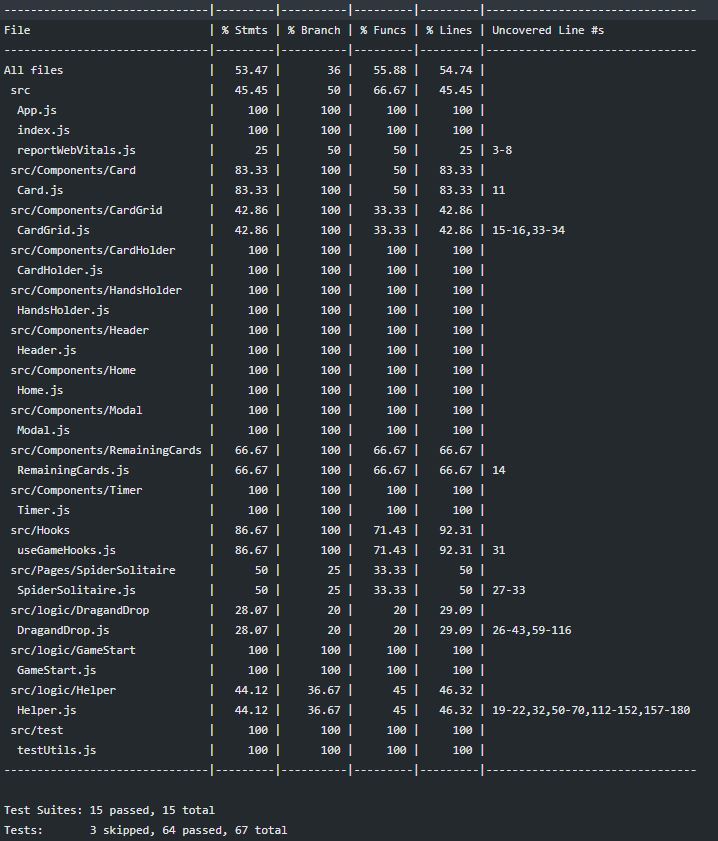 -------------------------------|---------|----------|---------|---------|--------------------------------
File                           | % Stmts | % Branch | % Funcs | % Lines | Uncovered Line #s
-------------------------------|---------|----------|---------|---------|--------------------------------
All files                      |   53.47 |       36 |   55.88 |   54.74 |
 src                           |   45.45 |       50 |   66.67 |   45.45 |
  App.js                       |     100 |      100 |     100 |     100 |
  index.js                     |     100 |      100 |     100 |     100 |
  reportWebVitals.js           |      25 |       50 |      50 |      25 | 3-8
 src/Components/Card           |   83.33 |      100 |      50 |   83.33 |
  Card.js                      |   83.33 |      100 |      50 |   83.33 | 11
 src/Components/CardGrid       |   42.86 |      100 |   33.33 |   42.86 |
  CardGrid.js                  |   42.86 |      100 |   33.33 |   42.86 | 15-16,33-34
 src/Components/CardHolder     |     100 |      100 |     100 |     100 |
  CardHolder.js                |     100 |      100 |     100 |     100 |
 src/Components/HandsHolder    |     100 |      100 |     100 |     100 |
  HandsHolder.js               |     100 |      100 |     100 |     100 |
 src/Components/Header         |     100 |      100 |     100 |     100 |
  Header.js                    |     100 |      100 |     100 |     100 |
 src/Components/Home           |     100 |      100 |     100 |     100 |
  Home.js                      |     100 |      100 |     100 |     100 |
 src/Components/Modal          |     100 |      100 |     100 |     100 |
  Modal.js                     |     100 |      100 |     100 |     100 |
 src/Components/RemainingCards |   66.67 |      100 |   66.67 |   66.67 |
  RemainingCards.js            |   66.67 |      100 |   66.67 |   66.67 | 14
 src/Components/Timer          |     100 |      100 |     100 |     100 |
  Timer.js                     |     100 |      100 |     100 |     100 |
 src/Hooks                     |   86.67 |      100 |   71.43 |   92.31 |
  useGameHooks.js              |   86.67 |      100 |   71.43 |   92.31 | 31
 src/Pages/SpiderSolitaire     |      50 |       25 |   33.33 |      50 |
  SpiderSolitaire.js           |      50 |       25 |   33.33 |      50 | 27-33
 src/logic/DragandDrop         |   28.07 |       20 |      20 |   29.09 |
  DragandDrop.js               |   28.07 |       20 |      20 |   29.09 | 26-43,59-116
 src/logic/GameStart           |     100 |      100 |     100 |     100 |
  GameStart.js                 |     100 |      100 |     100 |     100 |
 src/logic/Helper              |   44.12 |    36.67 |      45 |   46.32 |
  Helper.js                    |   44.12 |    36.67 |      45 |   46.32 | 19-22,32,50-70,112-152,157-180
 src/test                      |     100 |      100 |     100 |     100 |
  testUtils.js                 |     100 |      100 |     100 |     100 |
-------------------------------|---------|----------|---------|---------|--------------------------------
Test Suites: 15 passed, 15 total
Tests:       3 skipped, 64 passed, 67 total